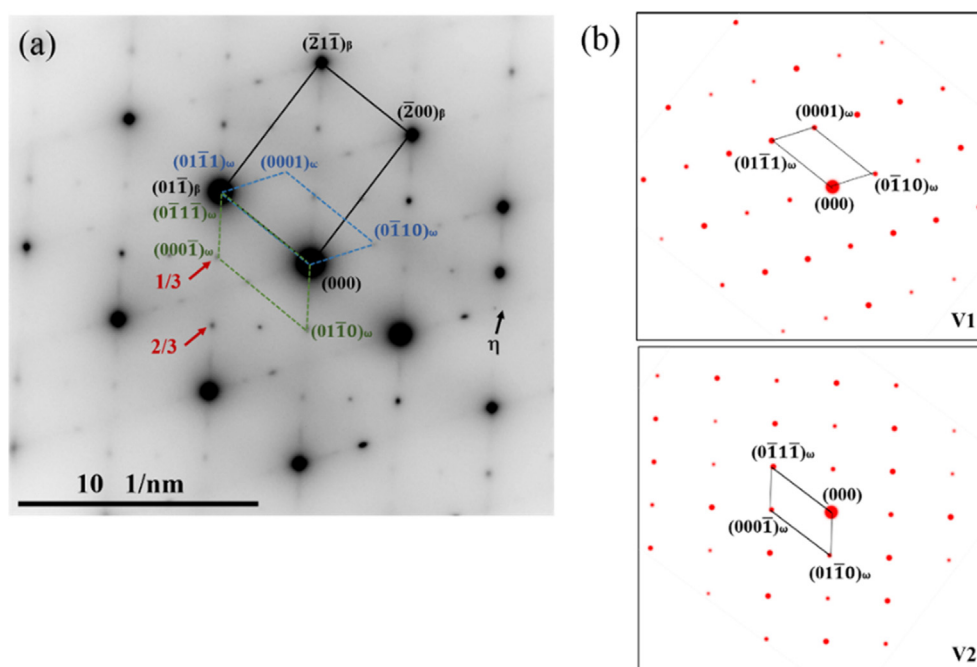 (a)
(2̄11̄)β
(2̄00)β
(011̄1)ω
(0001)ω
(011̄)β
(01̄11̄)ω
(01̄10)ω
(0001̄)ω
(000)
1/3
(011̄0)ω
η
2/3
10 1/nm
(b)
(0001)ω
(011̄1)ω
(01̄10)ω
(000)
V1
(01̄11̄)ω
(000)
(0001̄)ω
(011̄0)ω
V2